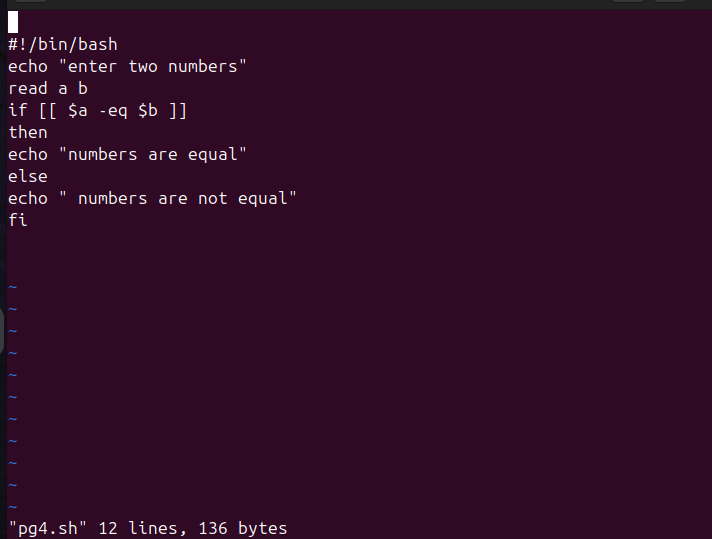 #!/bin/bash
echo "enter two numbers"
read a b
if [[ $a -eq $b ]]
then
echo "numbers are equal"
else
echo " numbers are not equal"
fi
~
~
~
~
~
~
~
~
~
~
~
"pg4.sh" 12 lines, 136 bytes